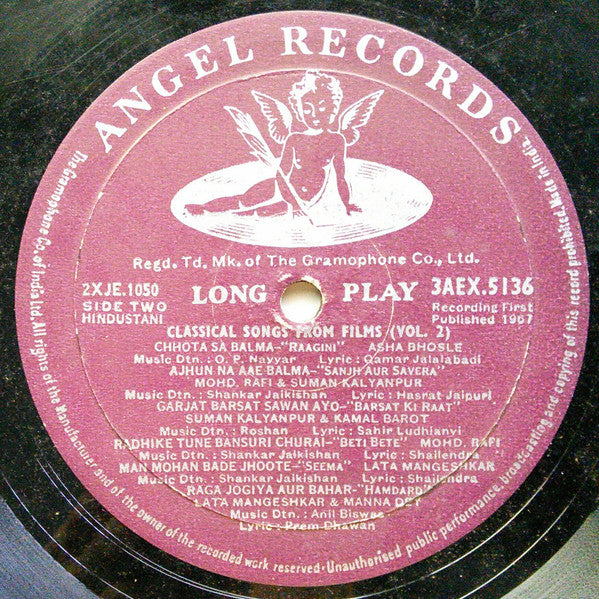 ANGEL RECORDS
Regd. Td. Mk. of The Gramophone Co., Ltd.
2XJE.1050 LONG PLAY 3AEX.5136
SIDE TWO Recording First
HINDUSTANI Published 1967
CLASSICAL SONGS FROM FILMS (VOL. 2)
CHHOTA SA BALMA-"RAAGINI" ASHA BHOSLE
Music Dtn. : O. P. Nayyar Lyric : Qamar Jalalabadi
AJHUN NA AAE BALMA-"SANJH AUR SAVERA"
MOHD. RAFI & SUMAN KALYANPUR
Music Dtn. : Shankar Jaikishan Lyric : Hasrat Jaipuri
GARJAT BARSAT SAWAN AYO-"BARSAT KI RAAT"
SUMAN KALYANPUR & KAMAL BAROT
Music Dtn. : Roshan Lyric : Sahir Ludhianvi
RADHIKE TUNE BANSURI CHURAI-"BETI BETE" MOHD. RAFI
Music Dtn. : Shankar Jaikishan Lyric : Shailendra
MAN MOHAN BADE JHOOTE-"SEEMA" LATA MANGESHKAR
Music Dtn. : Shankar Jaikishan Lyric : Shailendra
RAGA JOGIYA AUR BAHAR-"HAMDARD"
LATA MANGESHKAR & MANNA DEY
Music Dtn. : Anil Biswas
Lyric : Prem Dhawan
The Gramophone Co. of India Ltd. All rights of the Manufacturer and of the owner of the recorded work reserved. Unauthorised public performance, broadcasting and copying of this record prohibited Made in India.